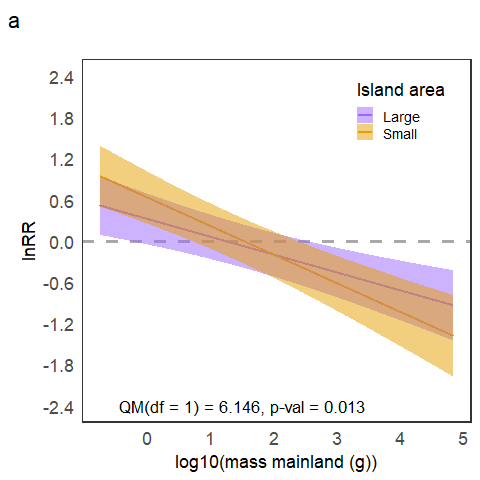 a
Island area
Large
Small
2.4
1.8
1.2
0.6
0.0
-0.6
-1.2
-1.8
-2.4
lnRR
QM(df = 1) = 6.146, p-val = 0.013
0 1 2 3 4 5
log10(mass mainland (g))